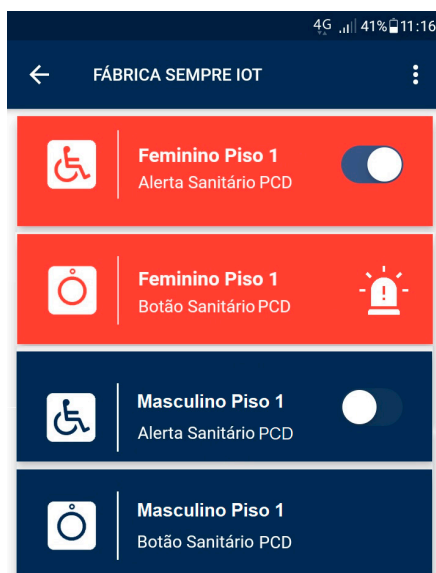 4G 41% 11:16
FÁBRICA SEMPRE IOT
Feminino Piso 1
Alerta Sanitário PCD
Feminino Piso 1
Botão Sanitário PCD
Masculino Piso 1
Alerta Sanitário PCD
Masculino Piso 1
Botão Sanitário PCD